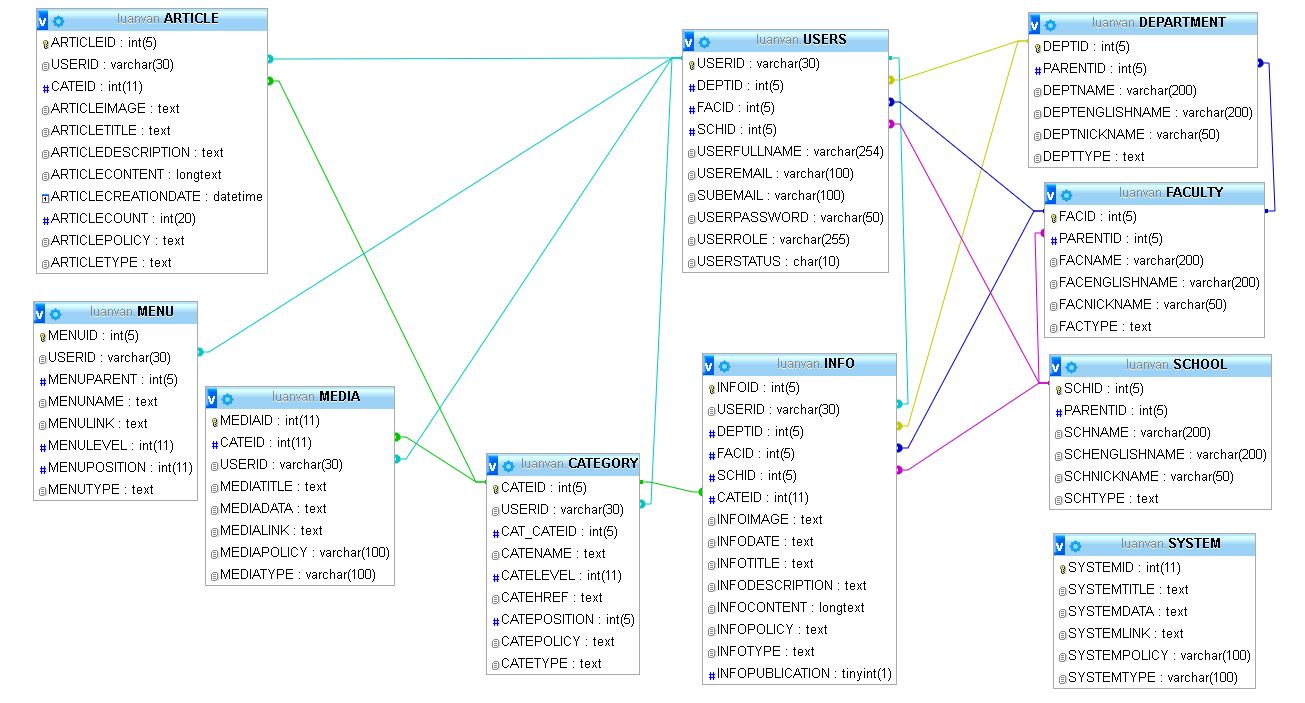 luanvan.ARTICLE
ARTICLEID : int(5)
USERID : varchar(30)
CATEID : int(11)
ARTICLEIMAGE : text
ARTICLETITLE : text
ARTICLEDESCRIPTION : text
ARTICLECONTENT : longtext
ARTICLECREATIONDATE : datetime
ARTICLECOUNT : int(20)
ARTICLEPOLICY : text
ARTICLETYPE : text
luanvan.MENU
MENUID : int(5)
USERID : varchar(30)
MENUPARENT : int(5)
MENUNAME : text
MENULINK : text
MENULEVEL : int(11)
MENUPOSITION : int(11)
MENUTYPE : text
luanvan.MEDIA
MEDIAID : int(11)
CATEID : int(11)
USERID : varchar(30)
MEDIATITLE : text
MEDIADATA : text
MEDIALINK : text
MEDIAPOLICY : varchar(100)
MEDIATYPE : varchar(100)
luanvan.CATEGORY
CATEID : int(5)
USERID : varchar(30)
CAT_CATEID : int(5)
CATENAME : text
CATELEVEL : int(11)
CATEHREF : text
CATEPOSITION : int(5)
CATEPOLICY : text
CATETYPE : text
luanvan.USERS
USERID : varchar(30)
DEPTID : int(5)
FACID : int(5)
SCHID : int(5)
USERFULLNAME : varchar(254)
USEREMAIL : varchar(100)
SUBEMAIL : varchar(100)
USERPASSWORD : varchar(50)
USERROLE : varchar(255)
USERSTATUS : char(10)
luanvan.INFO
INFOID : int(5)
USERID : varchar(30)
DEPTID : int(5)
FACID : int(5)
SCHID : int(5)
CATEID : int(11)
INFOIMAGE : text
INFODATE : text
INFOTITLE : text
INFODESCRIPTION : text
INFOCONTENT : longtext
INFOPOLICY : text
INFOTYPE : text
INFOPUBLICATION : tinyint(1)
luanvan.DEPARTMENT
DEPTID : int(5)
PARENTID : int(5)
DEPTNAME : varchar(200)
DEPTENGLISHNAME : varchar(200)
DEPTNICKNAME : varchar(50)
DEPTTYPE : text
luanvan.FACULTY
FACID : int(5)
PARENTID : int(5)
FACNAME : varchar(200)
FACENGLISHNAME : varchar(200)
FACNICKNAME : varchar(50)
FACTYPE : text
luanvan.SCHOOL
SCHID : int(5)
PARENTID : int(5)
SCHNAME : varchar(200)
SCHENGLISHNAME : varchar(200)
SCHNICKNAME : varchar(50)
SCHTYPE : text
luanvan.SYSTEM
SYSTEMID : int(11)
SYSTEMTITLE : text
SYSTEMDATA : text
SYSTEMLINK : text
SYSTEMPOLICY : varchar(100)
SYSTEMTYPE : varchar(100)